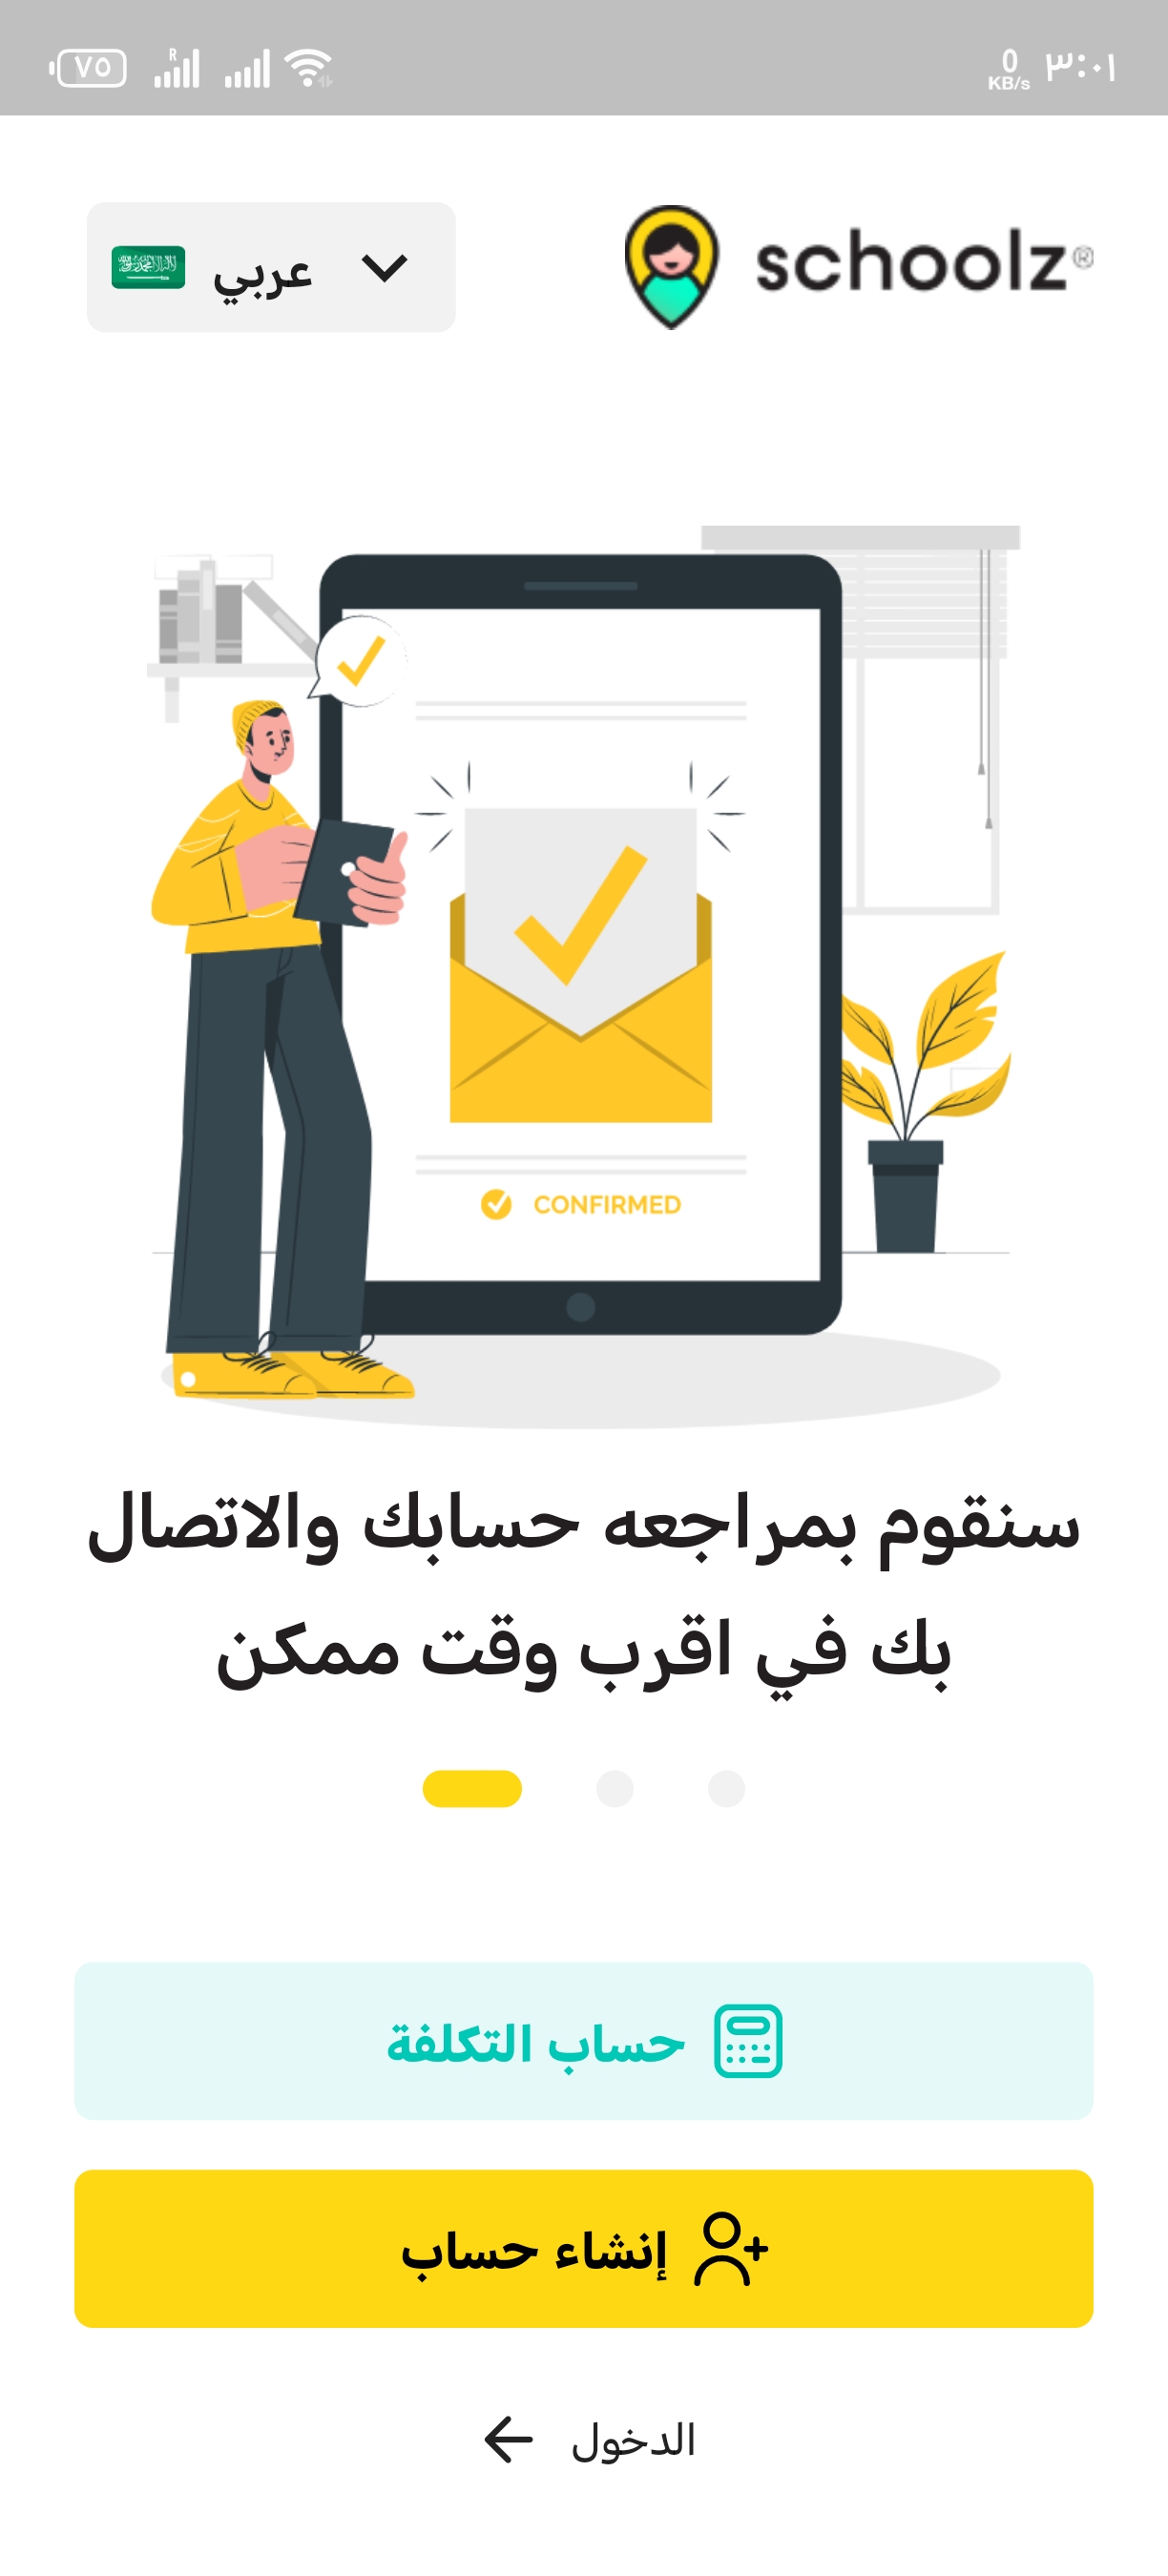 ٣:٠١
0
KB/s
R
٧٥
schoolz®
عربي
CONFIRMED
سنقوم بمراجعه حسابك والاتصال
بك في اقرب وقت ممكن
حساب التكلفة
إنشاء حساب
الدخول